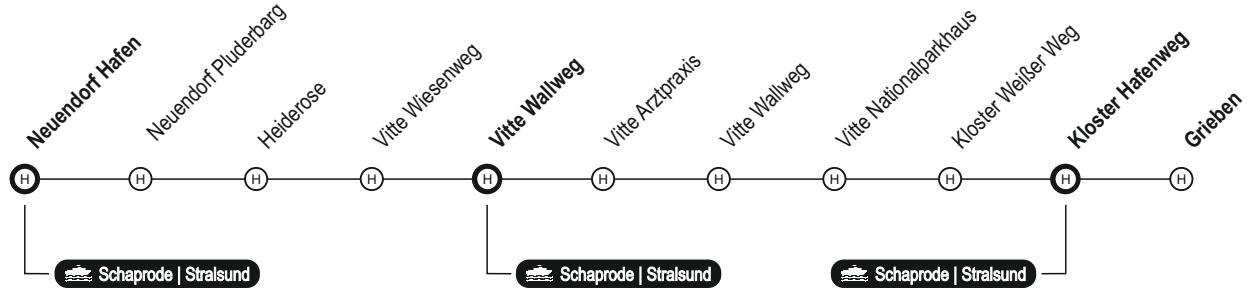 Neuendorf Hafen
Neuendorf Pluderbarg
Heiderose
Vitte Wiesenweg
Vitte Wallweg
Vitte Arztpraxis
Vitte Wallweg
Vitte Nationalparkhaus
Kloster Weißer Weg
Kloster Hafenweg
Grieben
H H H H H H H H H H H
Schaprode | Stralsund
Schaprode | Stralsund
Schaprode | Stralsund